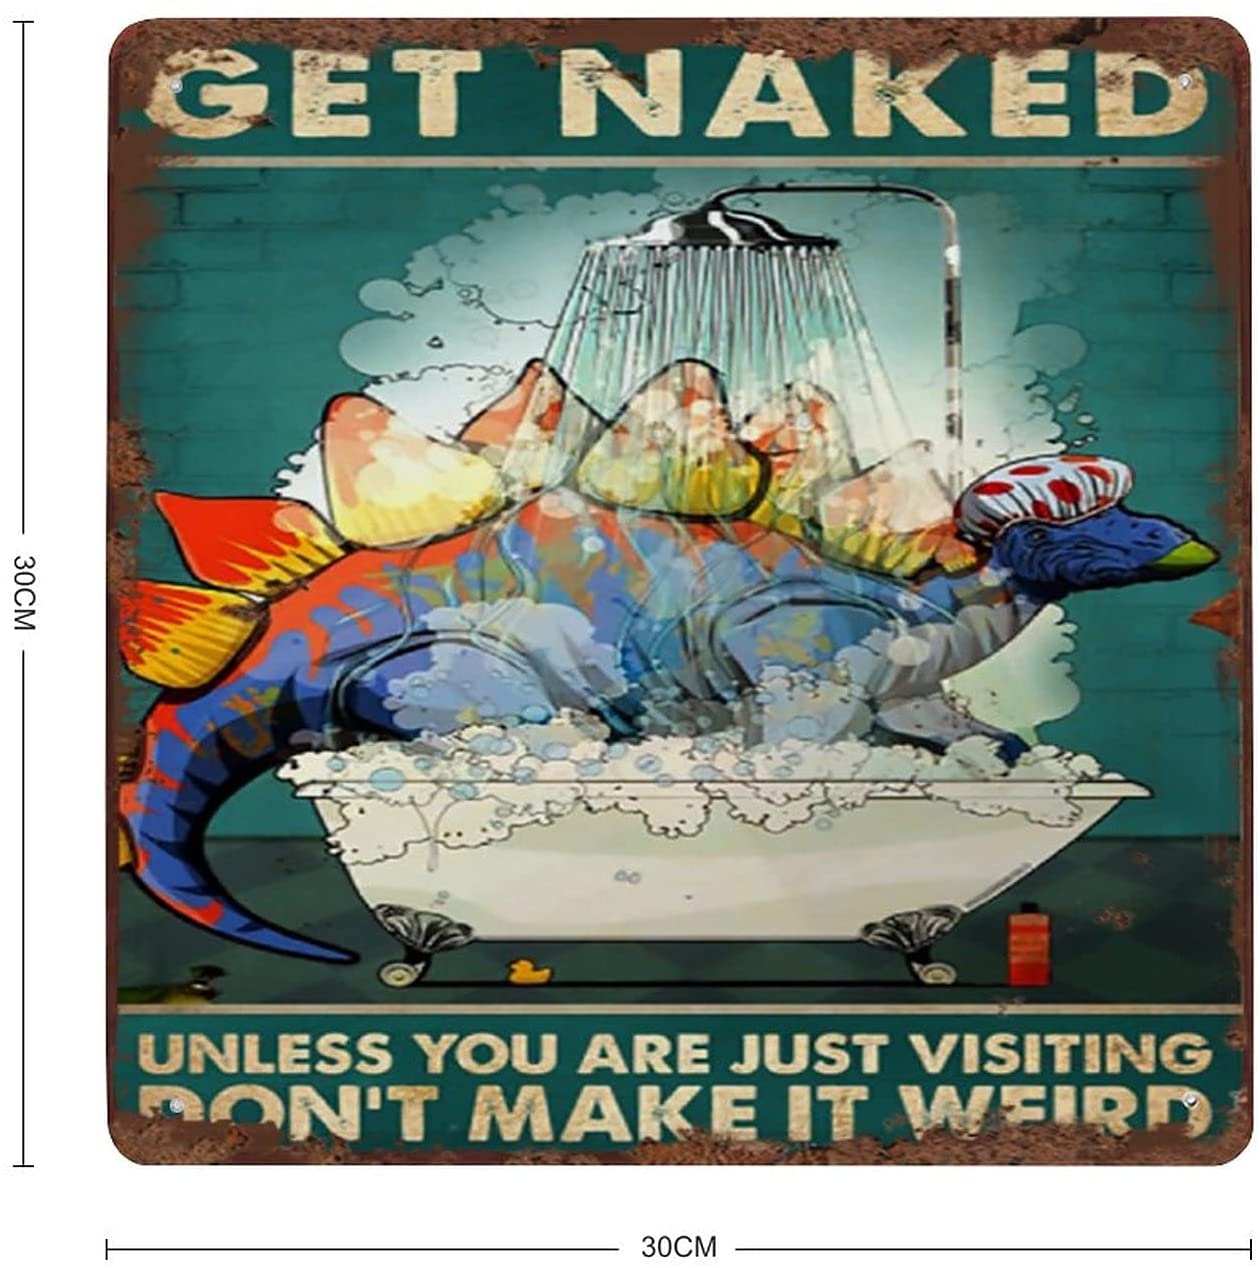 GET NAKED
30CM
UNLESS YOU ARE JUST VISITING
DON'T MAKE IT WEIRD
30CM